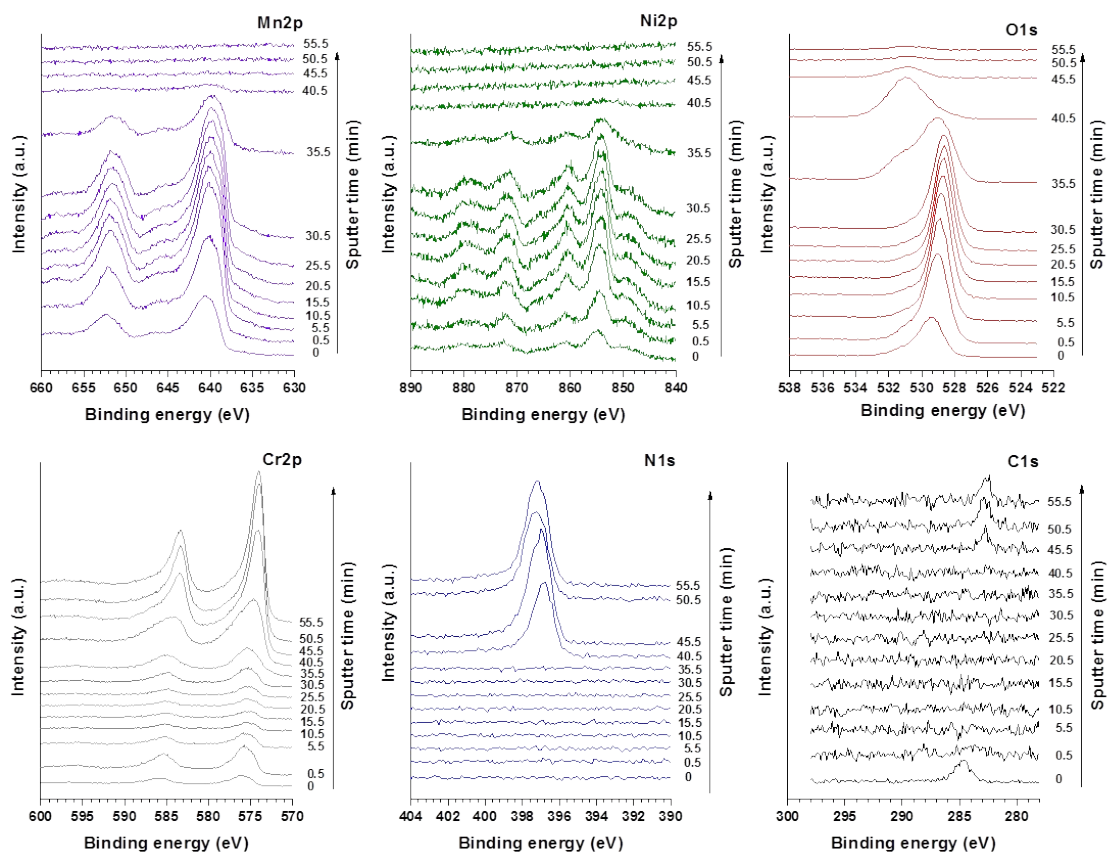 Mn2p
Intensity (a.u.)
55.5
50.5
45.5
40.5
35.5
30.5
25.5
20.5
15.5
10.5
5.5
0.5
0
Sputter time (min)
660 655 650 645 640 635 630
Binding energy (eV)
Ni2p
Intensity (a.u.)
55.5
50.5
45.5
40.5
35.5
30.5
25.5
20.5
15.5
10.5
5.5
0.5
0
Sputter time (min)
890 880 870 860 850 840
Binding energy (eV)
O1s
Intensity (a.u.)
55.5
50.5
45.5
40.5
35.5
30.5
25.5
20.5
15.5
10.5
5.5
0.5
0
Sputter time (min)
538 536 534 532 530 528 526 524 522
Binding energy (eV)
Cr2p
Intensity (a.u.)
55.5
50.5
45.5
40.5
35.5
30.5
25.5
20.5
15.5
10.5
5.5
0.5
0
Sputter time (min)
600 595 590 585 580 575 570
Binding energy (eV)
N1s
Intensity (a.u.)
55.5
50.5
45.5
40.5
35.5
30.5
25.5
20.5
15.5
10.5
5.5
0.5
0
Sputter time (min)
404 402 400 398 396 394 392 390
Binding energy (eV)
C1s
Intensity (a.u.)
55.5
50.5
45.5
40.5
35.5
30.5
25.5
20.5
15.5
10.5
5.5
0.5
0
Sputter time (min)
300 295 290 285 280
Binding energy (eV)